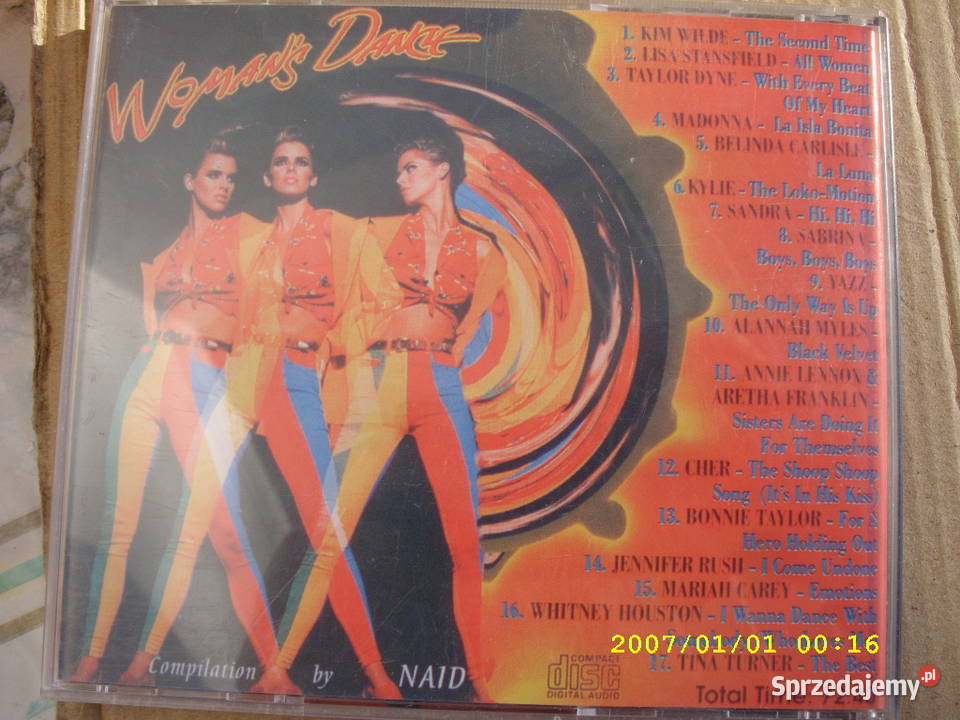 WOMAN'S DANCE
1. KIM WILDE – The Second Time
2. LISA STANSFIELD – All Women
3. TAYLOR DYNE – With Every Beat
Of My Heart
4. MADONNA – La Isla Bonita
5. BELINDA CARLISLE –
La Luna
6. KYLIE – The Loko-Motion
7. SANDRA – Hi, Hi, Hi
8. SABRINA –
Boys, Boys, Boys
9. YAZZ –
The Only Way Is Up
10. ALANNAH MYLES –
Black Velvet
11. ANNIE LENNOX &
ARETHA FRANKLIN –
Sisters Are Doing It
For Themselves
12. CHER – The Shoop Shoop
Song (It's In His Kiss)
13. BONNIE TAYLOR – For A
Hero Holding Out
14. JENNIFER RUSH – I Come Undone
15. MARIAH CAREY – Emotions
16. WHITNEY HOUSTON – I Wanna Dance With
2007/01/01 00:16
17. TINA TURNER – The Best
Total Time:
Compilation by NAID
COMPACT
disc
DIGITAL AUDIO
Sprzedajemy.pl